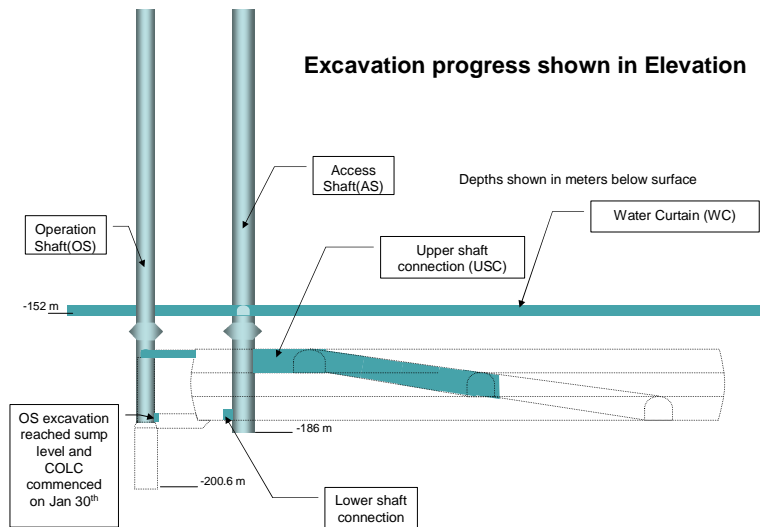 Excavation progress shown in Elevation
Access
Shaft(AS)
Depths shown in meters below surface
Water Curtain (WC)
Operation
Shaft(OS)
Upper shaft
connection (USC)
-152 m
OS excavation
reached sump
level and
COLC
commenced
on Jan 30th
-186 m
-200.6 m
Lower shaft
connection